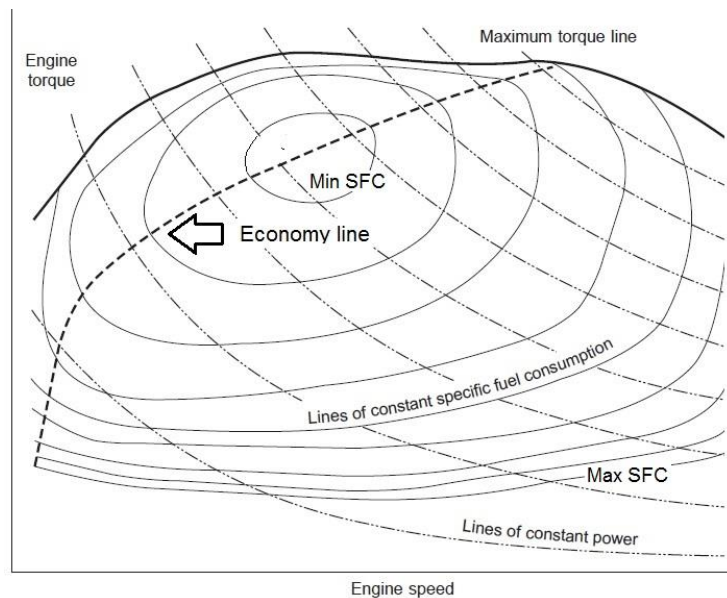 Maximum torque line
Engine
torque
Min SFC
Economy line
Lines of constant specific fuel consumption
Max SFC
Lines of constant power
Engine speed